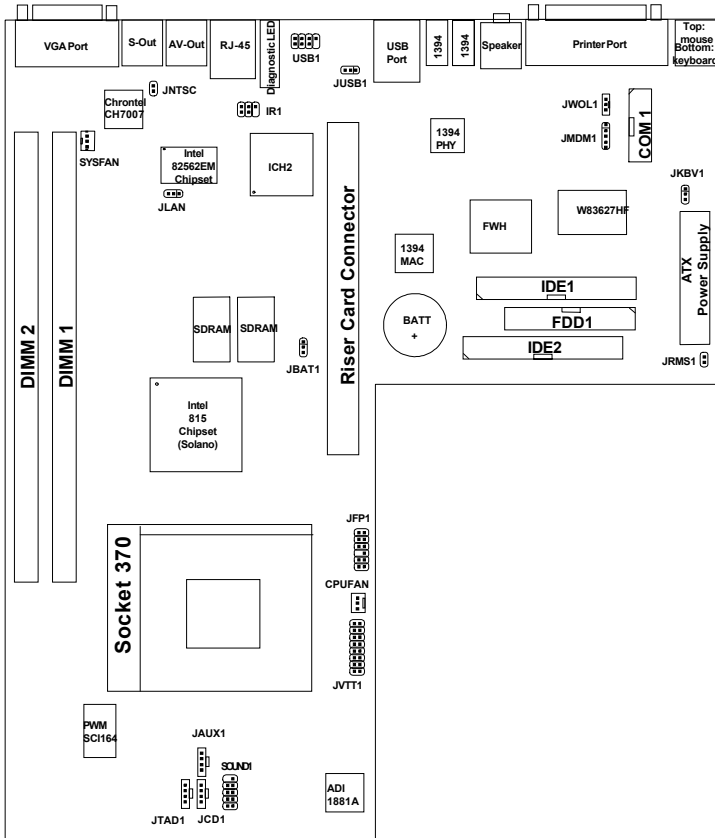 VGA Port
S-Out
AV-Out
RJ-45
Diagnostic LED
USB1
JUSB1
USB
Port
1394
1394
Speaker
Printer Port
Top:
mouse
Bottom:
keyboard
JNTSC
Chrontel
CH7007
IR1
SYSFAN
Intel
82562EM
Chipset
JLAN
ICH2
1394
PHY
JWOL1
JMDM1
COM 1
JKBV1
FWH
W83627HF
1394
MAC
ATX
Power Supply
IDE1
FDD1
IDE2
BATT
+
JRMS1
DIMM 2
DIMM 1
SDRAM
SDRAM
JBAT1
Riser Card Connector
Intel
815
Chipset
(Solano)
Socket 370
JFP1
CPUFAN
JVTT1
PWM
SCI164
JAUX1
SOUND1
JTAD1
JCD1
ADI
1881A